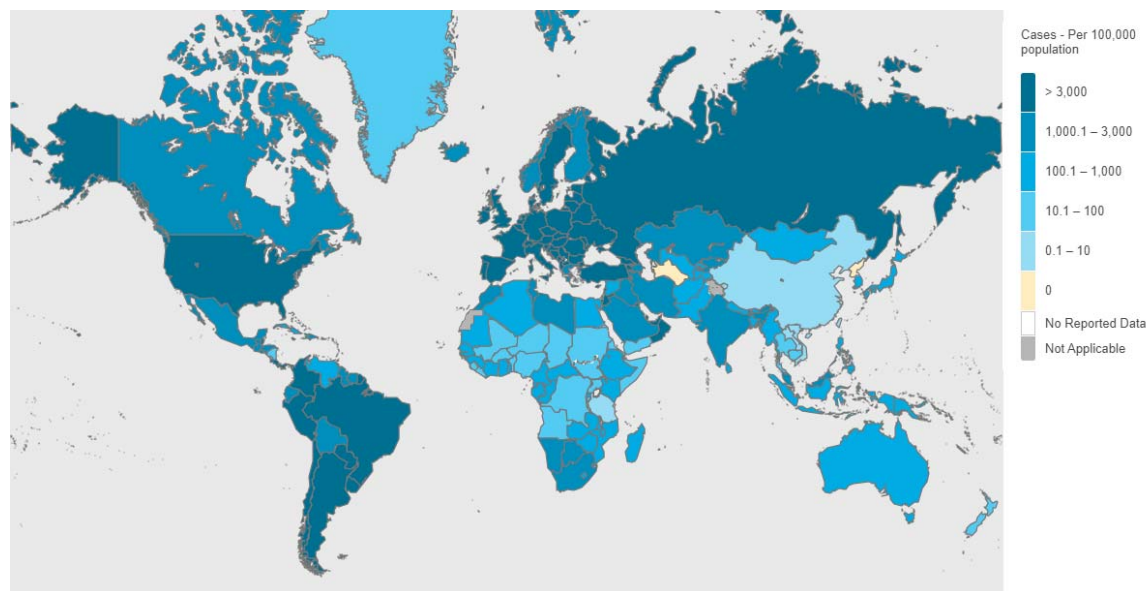 Cases - Per 100,000
population
> 3,000
1,000.1 – 3,000
100.1 – 1,000
10.1 – 100
0.1 – 10
0
No Reported Data
Not Applicable